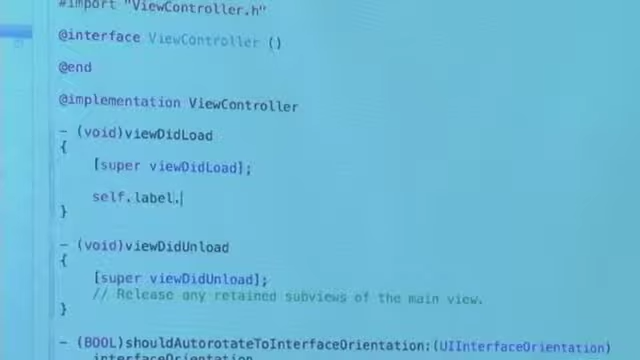 #import "ViewController.h"
@interface ViewController ()
@end
@implementation ViewController
- (void)viewDidLoad
{
[super viewDidLoad];
self.label.
}
- (void)viewDidUnload
{
[super viewDidUnload];
// Release any retained subviews of the main view.
}
- (BOOL)shouldAutorotateToInterfaceOrientation:(UIInterfaceOrientation)
interfaceOrientation